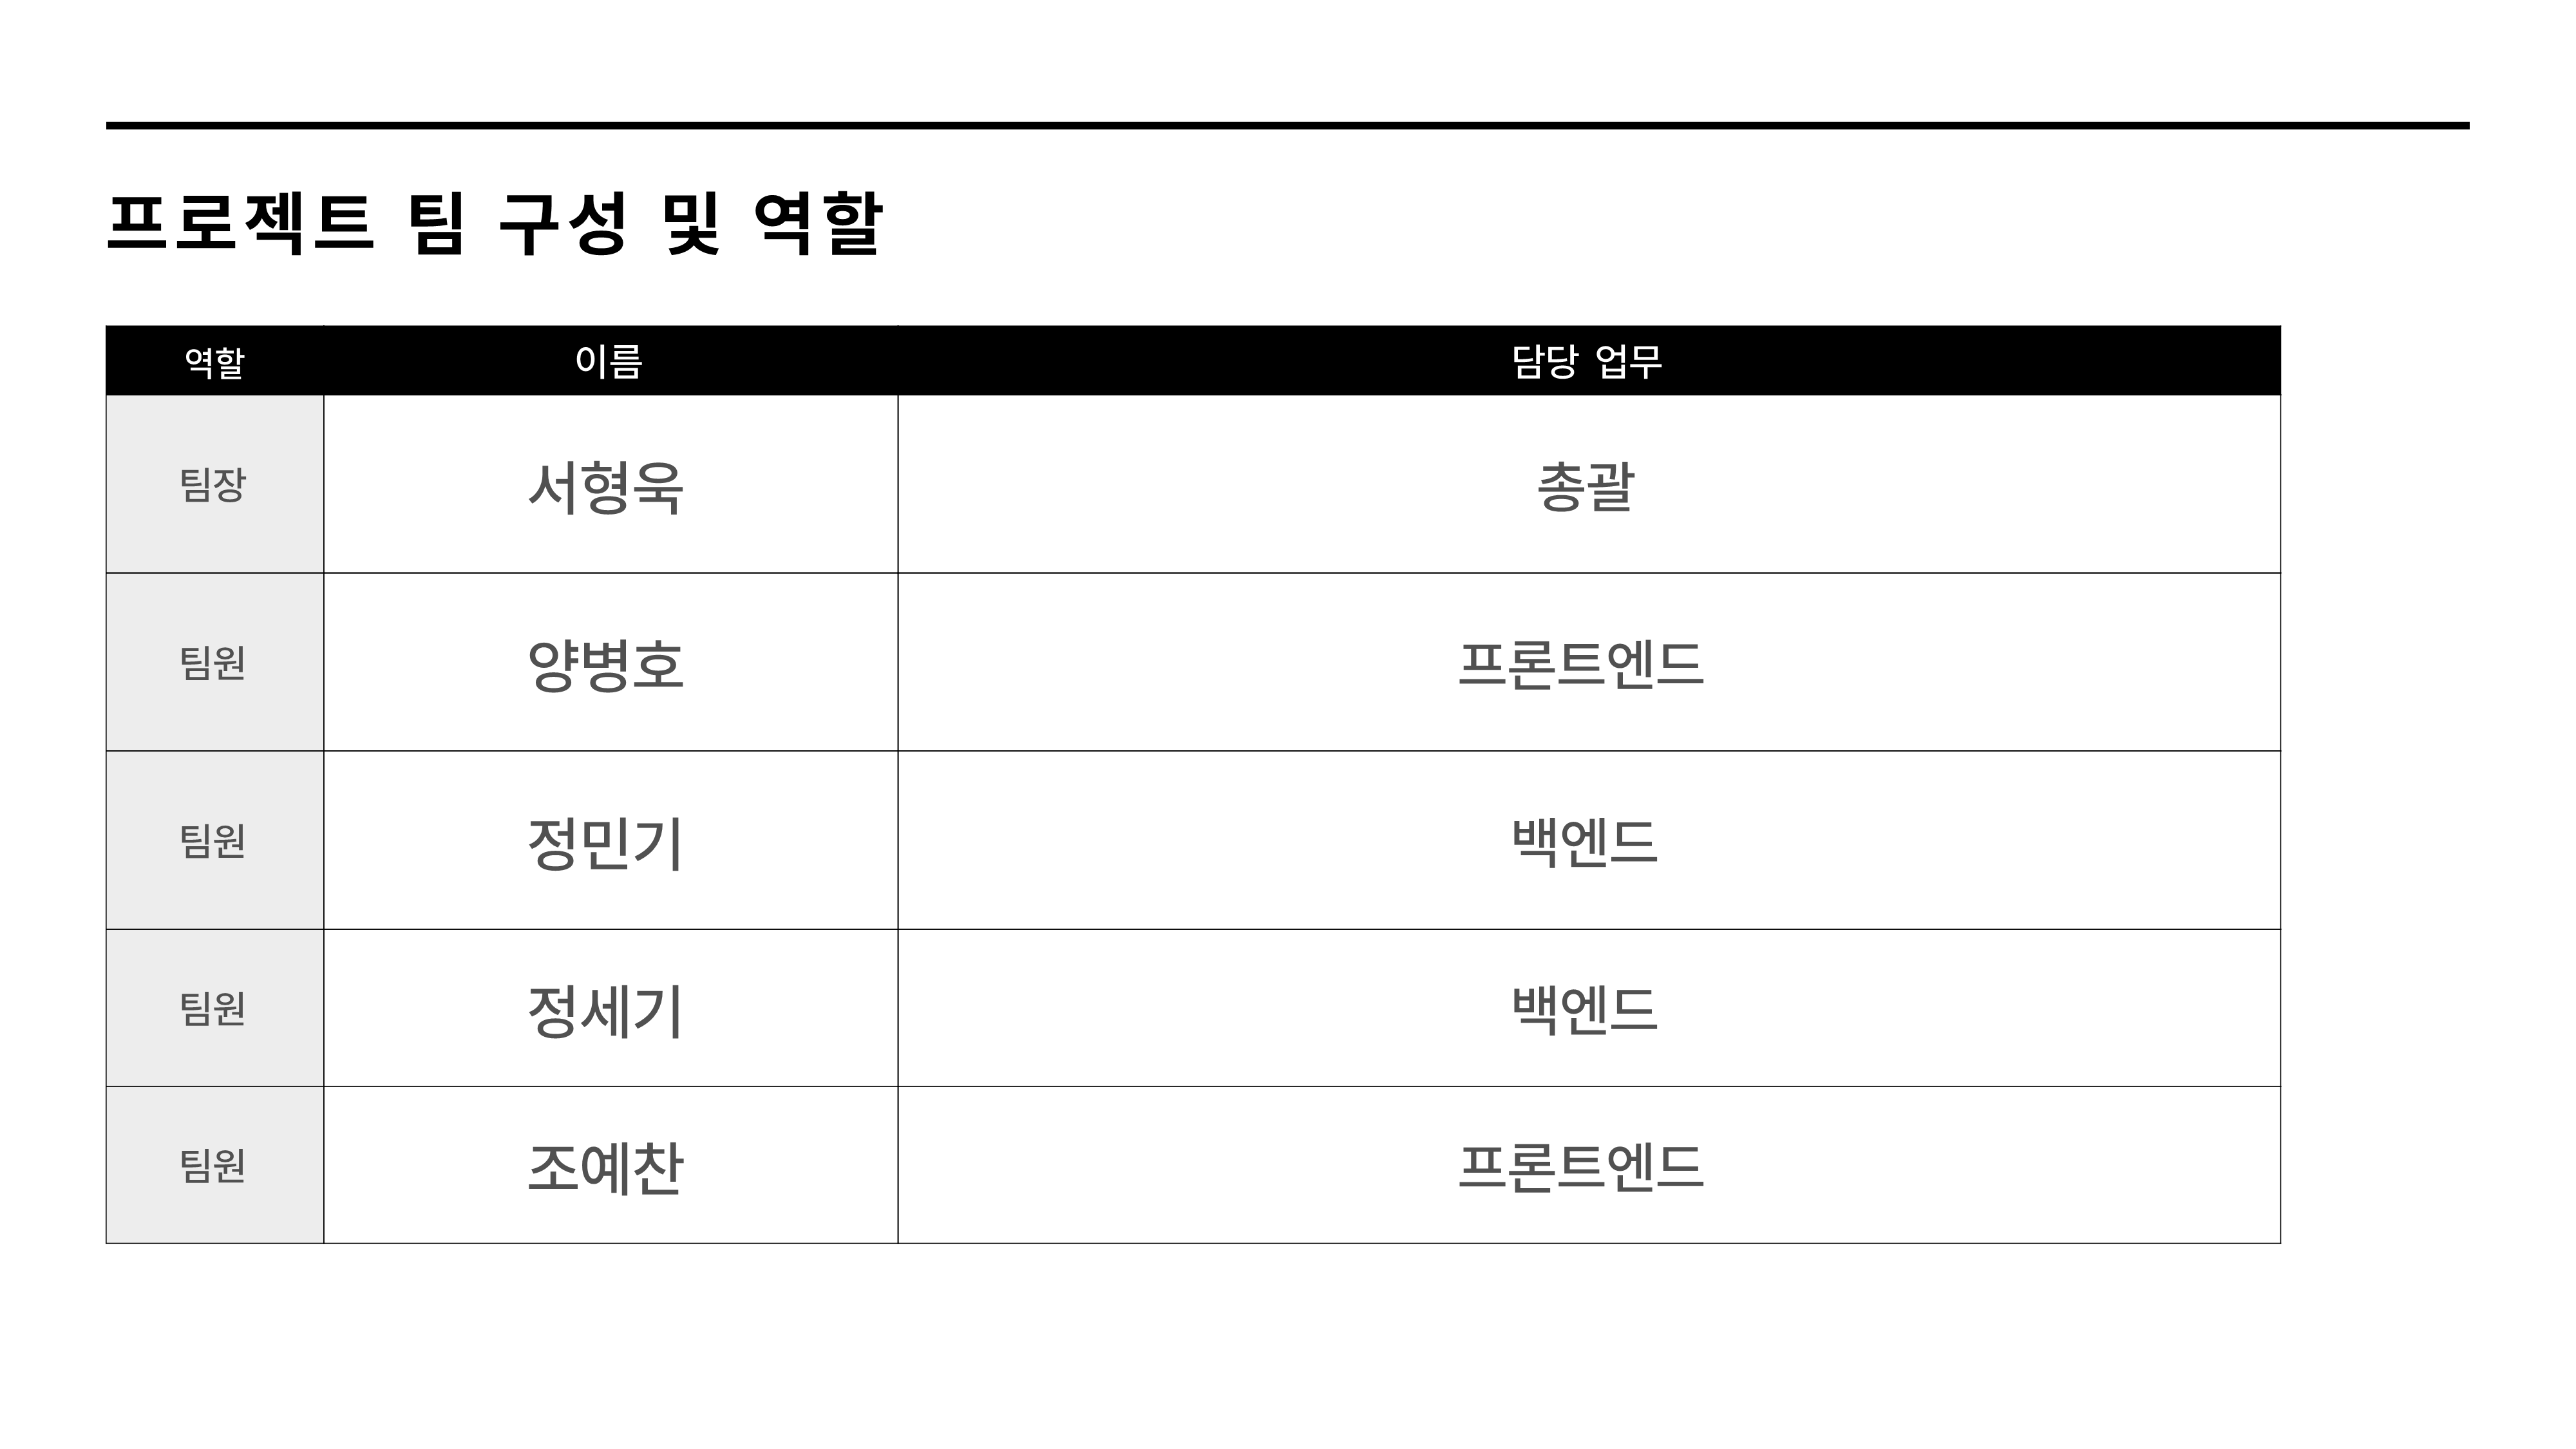 프로젝트 팀 구성 및 역할
역할 이름 담당 업무
팀장 서형욱 총괄
팀원 양병호 프론트엔드
팀원 정민기 백엔드
팀원 정세기 백엔드
팀원 조예찬 프론트엔드